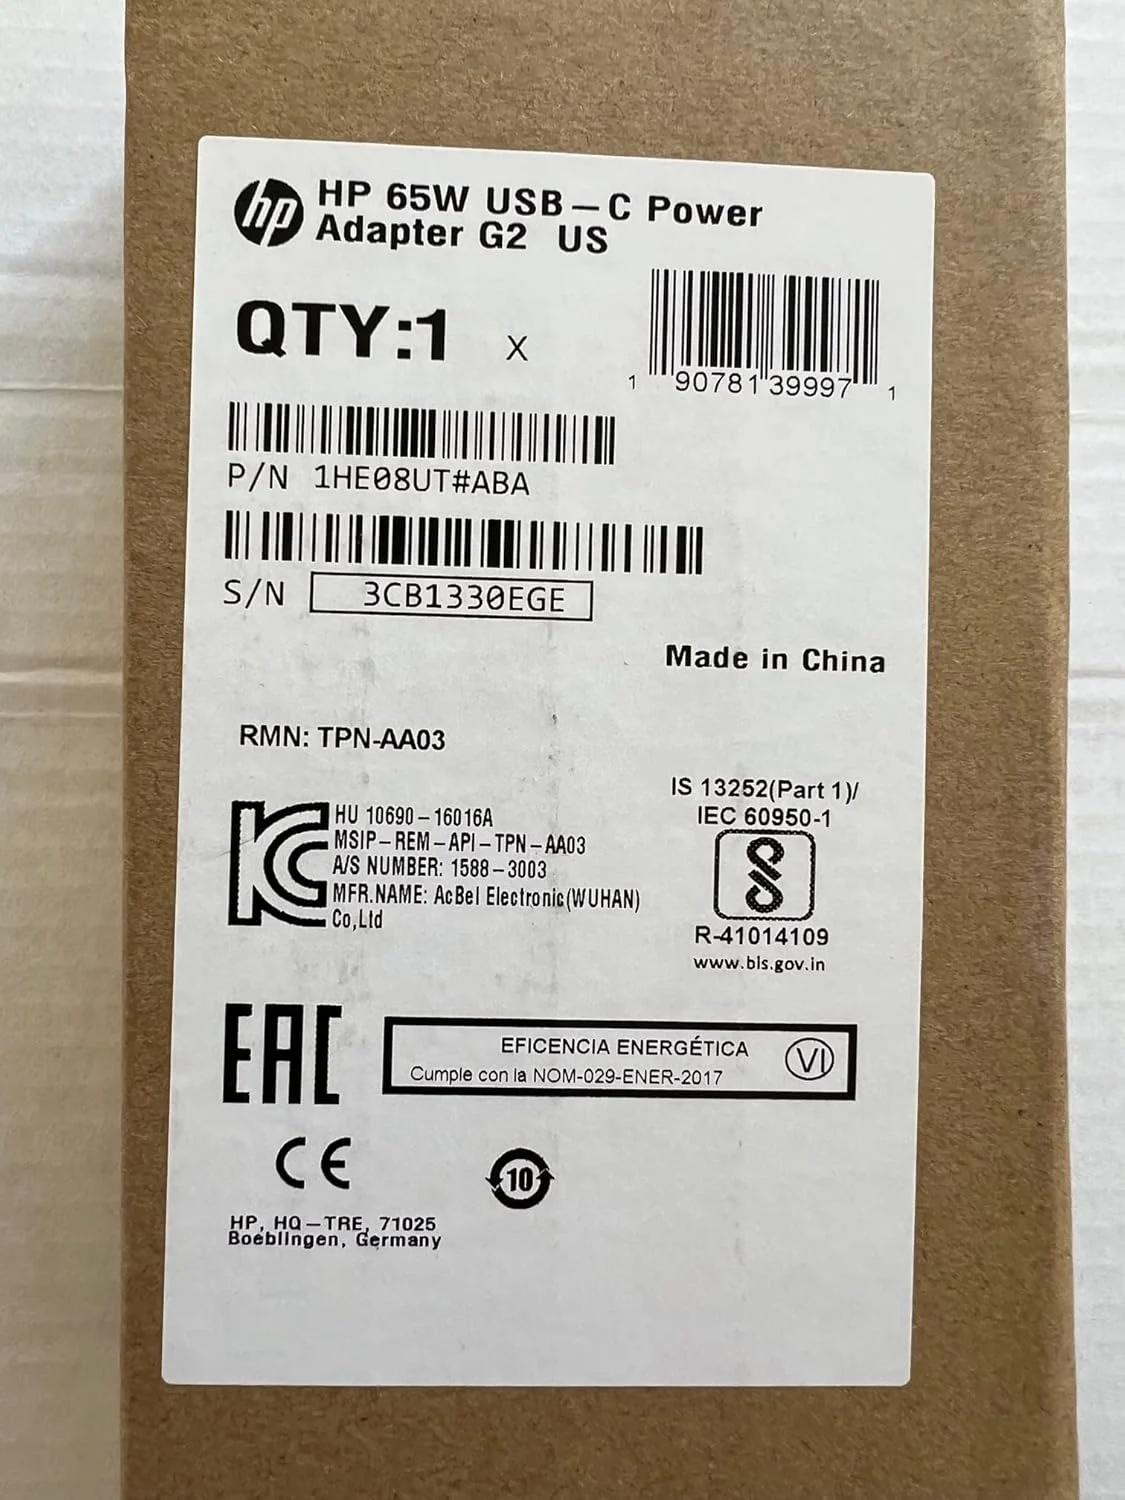 hp
HP 65W USB-C Power
Adapter G2 US
QTY:1 X
1 90781 39997 1
P/N 1HE08UT#ABA
S/N 3CB1330EGE
Made in China
RMN: TPN-AA03
HU 10690-16016A
MSIP-REM-API-TPN-AA03
A/S NUMBER: 1588-3003
MFR.NAME: AcBel Electronic(WUHAN)
Co,Ltd
IS 13252(Part 1)/
IEC 60950-1
R-41014109
www.bis.gov.in
EAC
EFICENCIA ENERGÉTICA
Cumple con la NOM-029-ENER-2017
VI
CE
10
HP, HQ-TRE, 71025
Boeblingen, Germany